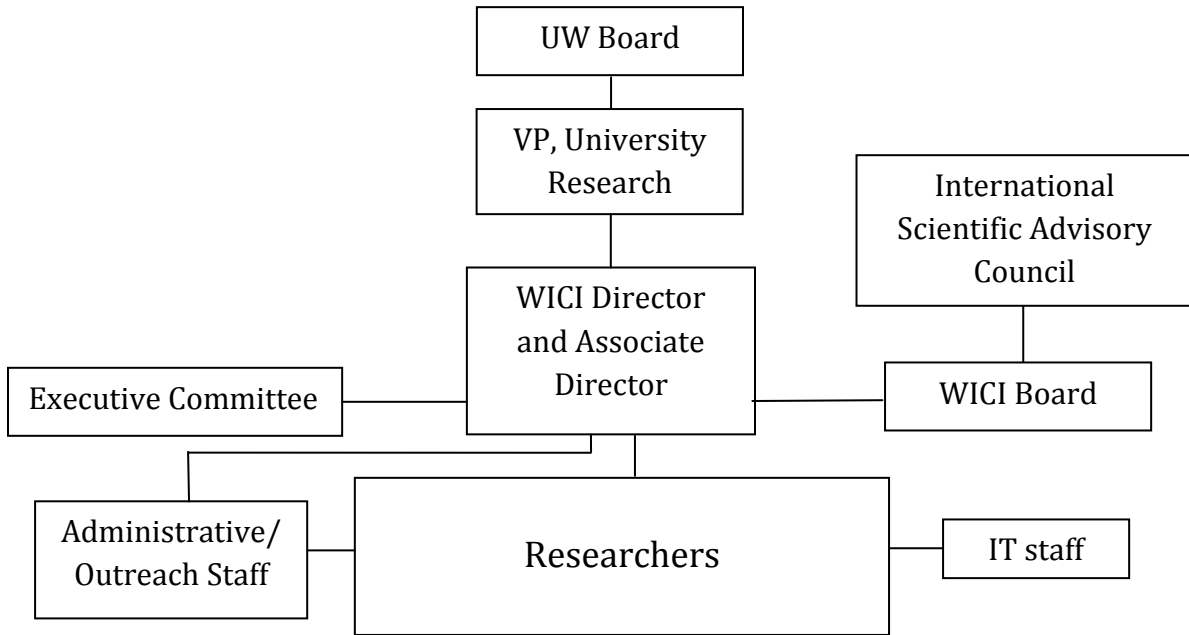 UW Board
VP, University
Research
International
Scientific Advisory
Council
WICI Director
and Associate
Director
Executive Committee
WICI Board
Administrative/
Outreach Staff
Researchers
IT staff